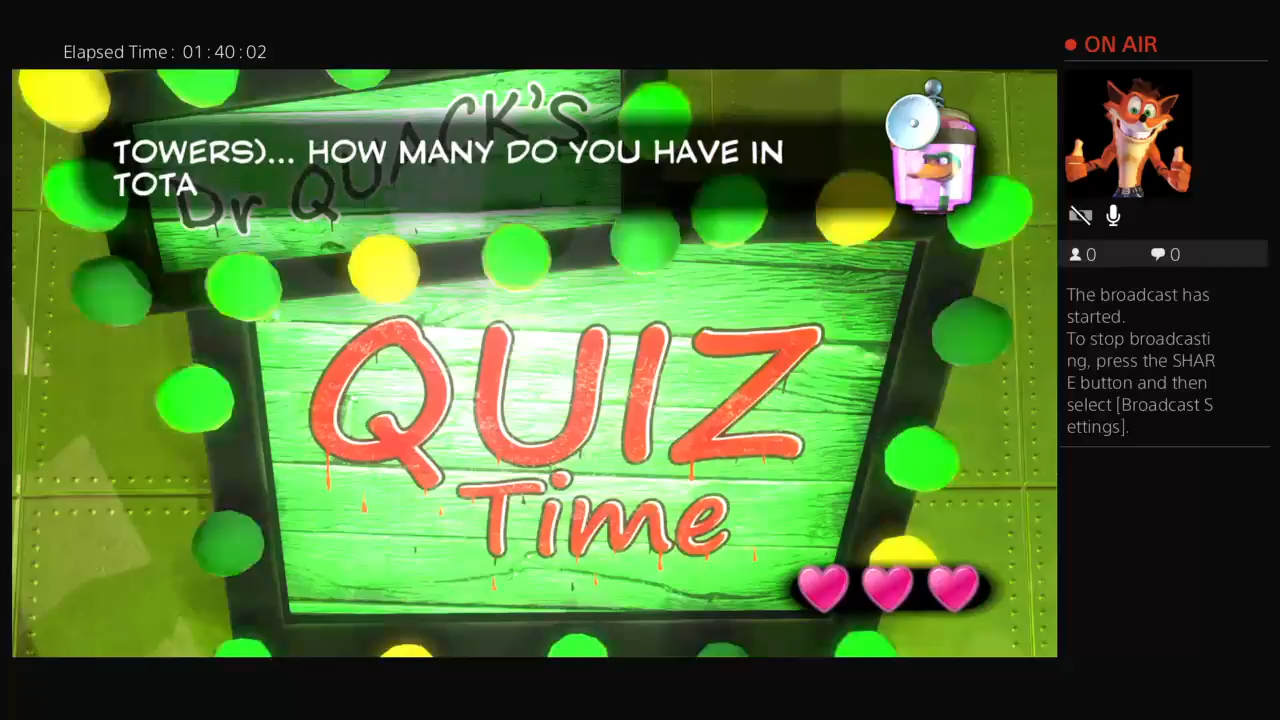 Elapsed Time: 01:40:02
ON AIR
TOWERS)... HOW MANY DO YOU HAVE IN
TOTA
Dr QUACK'S
QUIZ
Time
0
0
The broadcast has
started.
To stop broadcasti
ng, press the SHAR
E button and then
select [Broadcast S
ettings].